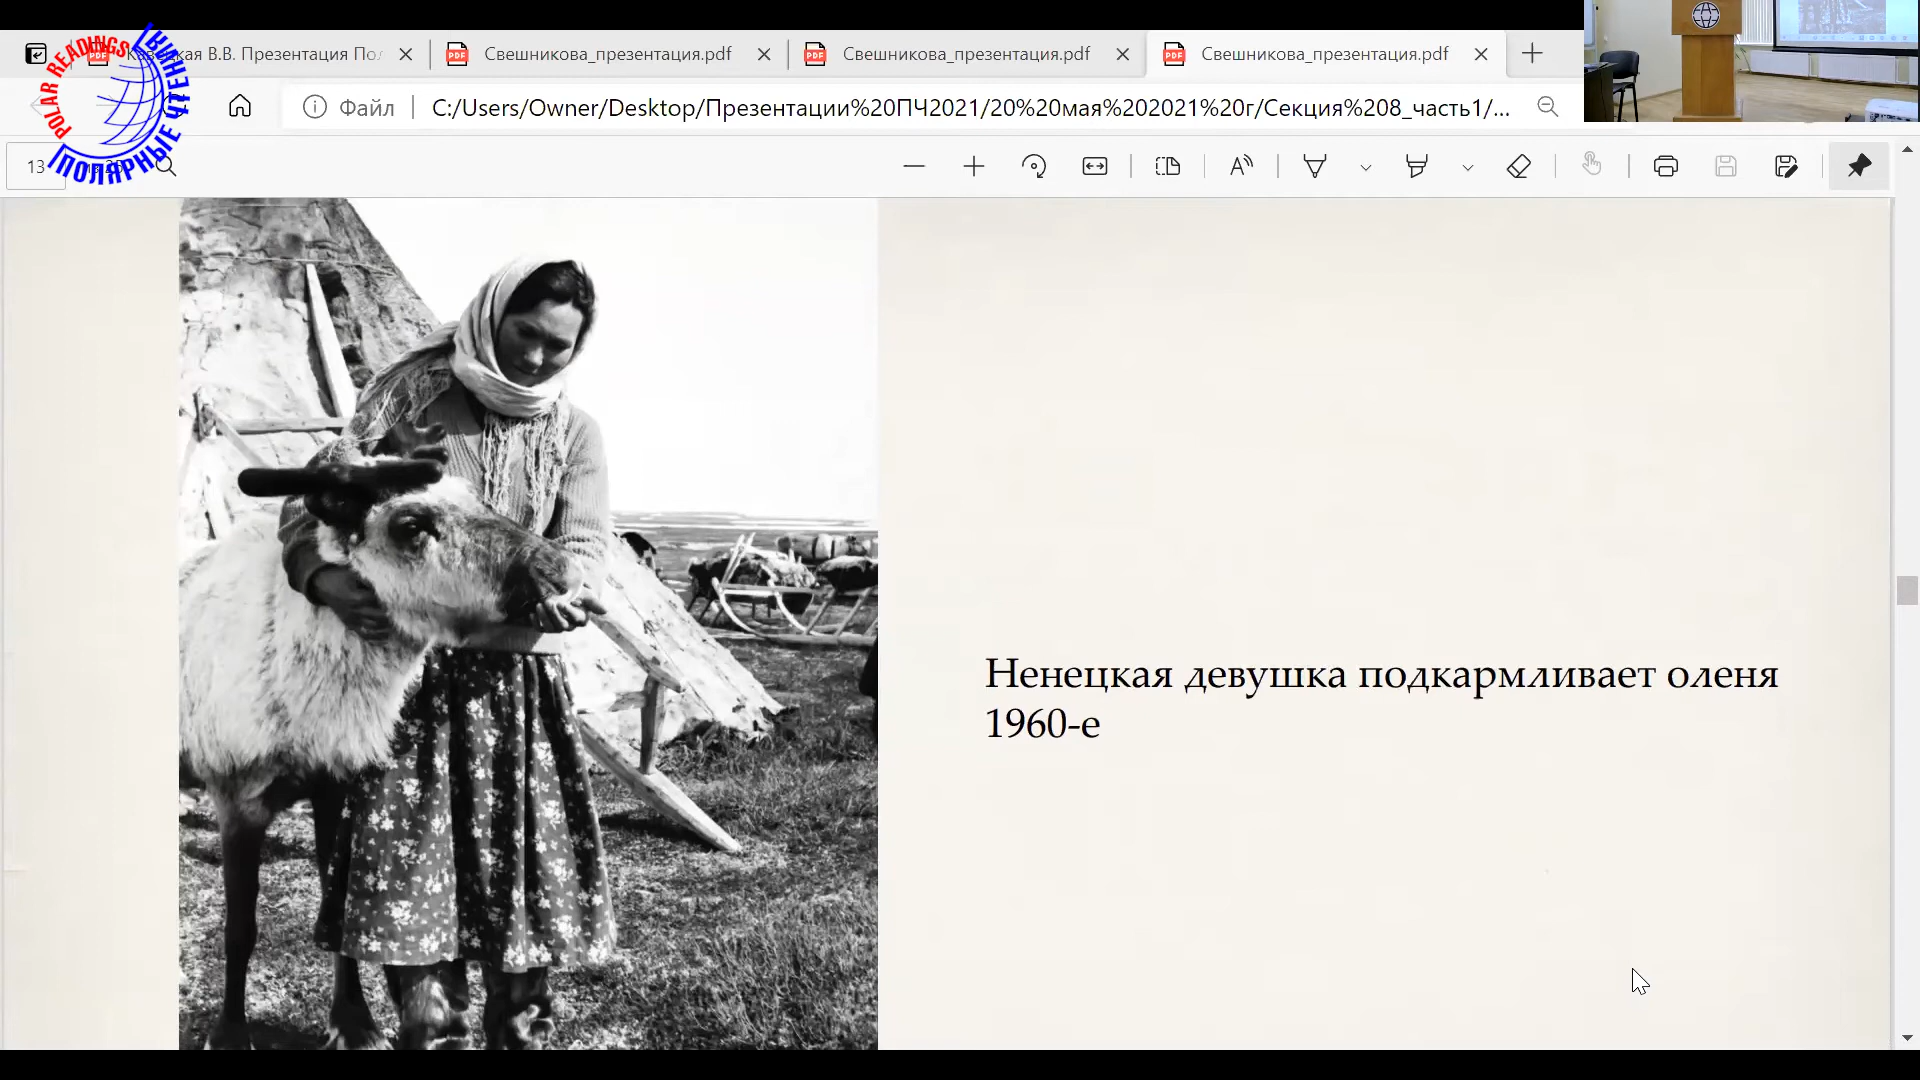 POLAR READINGS
ПОЛЯРНЫЕ ЧТЕНИЯ
В.В. Презентация
Свешникова_презентация.pdf
Свешникова_презентация.pdf
Свешникова_презентация.pdf
Файл
C:/Users/Owner/Desktop/Презентации%20ПЧ2021/20%20мая%202021%20г/Секция%208_часть1/...
13
Ненецкая девушка подкармливает оленя
1960-е